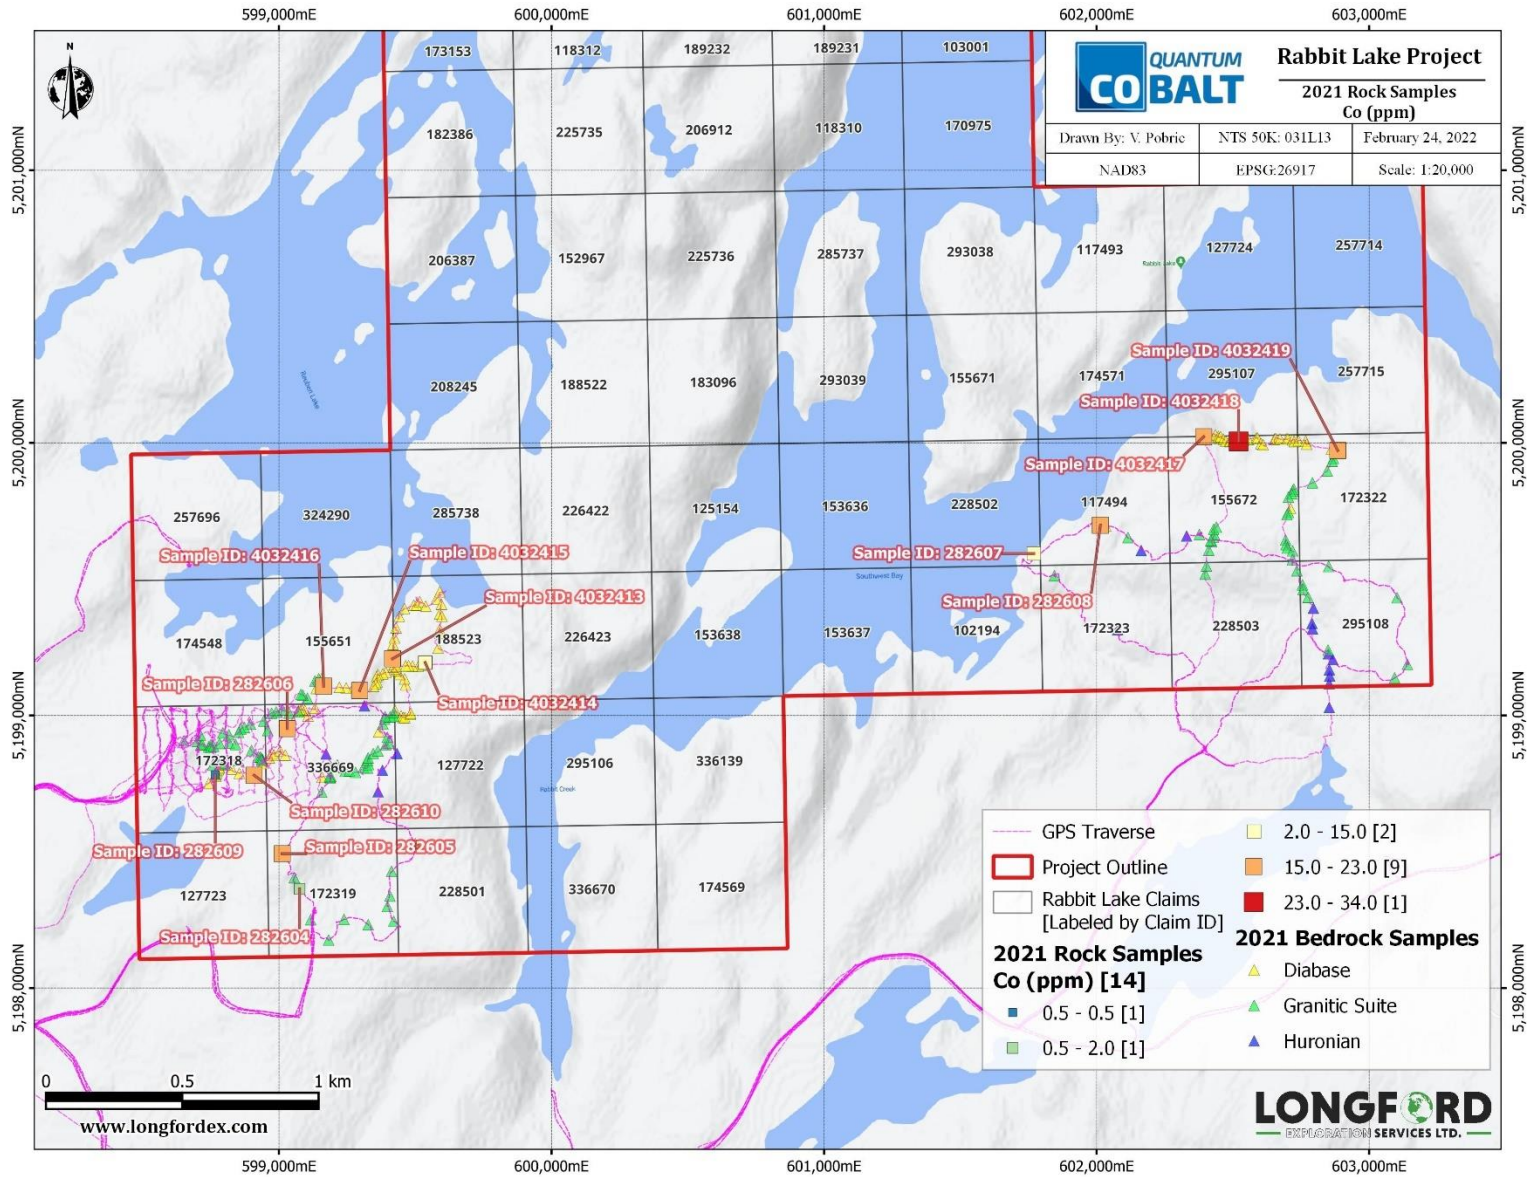 599,000mE
600,000mE
601,000mE
602,000mE
603,000mE
N
QUANTUM
COBALT
Rabbit Lake Project
2021 Rock Samples
Co (ppm)
Drawn By: V. Pobric
NTS 50K: 031L13
February 24, 2022
NAD83
EPSG:26917
Scale: 1:20,000
5,201,000mN
5,201,000mN
173153
118312
189232
189231
103001
182386
225735
206912
118310
170975
206387
152967
225736
285737
293038
117493
127724
257714
Rabbit Lake
Reuben Lake
208245
188522
183096
293039
155671
174571
295107
257715
Sample ID: 4032419
Sample ID: 4032418
Sample ID: 4032417
5,200,000mN
5,200,000mN
257696
324290
285738
226422
125154
153636
228502
117494
155672
172322
Sample ID: 4032416
Sample ID: 4032415
Sample ID: 4032413
Sample ID: 282607
Southwest Bay
Sample ID: 282608
174548
155651
188523
226423
153638
153637
102194
172323
228503
295108
Sample ID: 282606
Sample ID: 4032414
5,199,000mN
5,199,000mN
172318
336669
127722
295106
336139
Rabbit Creek
Sample ID: 282610
Sample ID: 282609
Sample ID: 282605
127723
172319
228501
336670
174569
Sample ID: 282604
5,198,000mN
5,198,000mN
GPS Traverse
Project Outline
Rabbit Lake Claims
[Labeled by Claim ID]
2021 Rock Samples
Co (ppm) [14]
0.5 - 0.5 [1]
0.5 - 2.0 [1]
2.0 - 15.0 [2]
15.0 - 23.0 [9]
23.0 - 34.0 [1]
2021 Bedrock Samples
Diabase
Granitic Suite
Huronian
0
0.5
1 km
www.longfordex.com
LONGFORD
EXPLORATION SERVICES LTD.
599,000mE
600,000mE
601,000mE
602,000mE
603,000mE